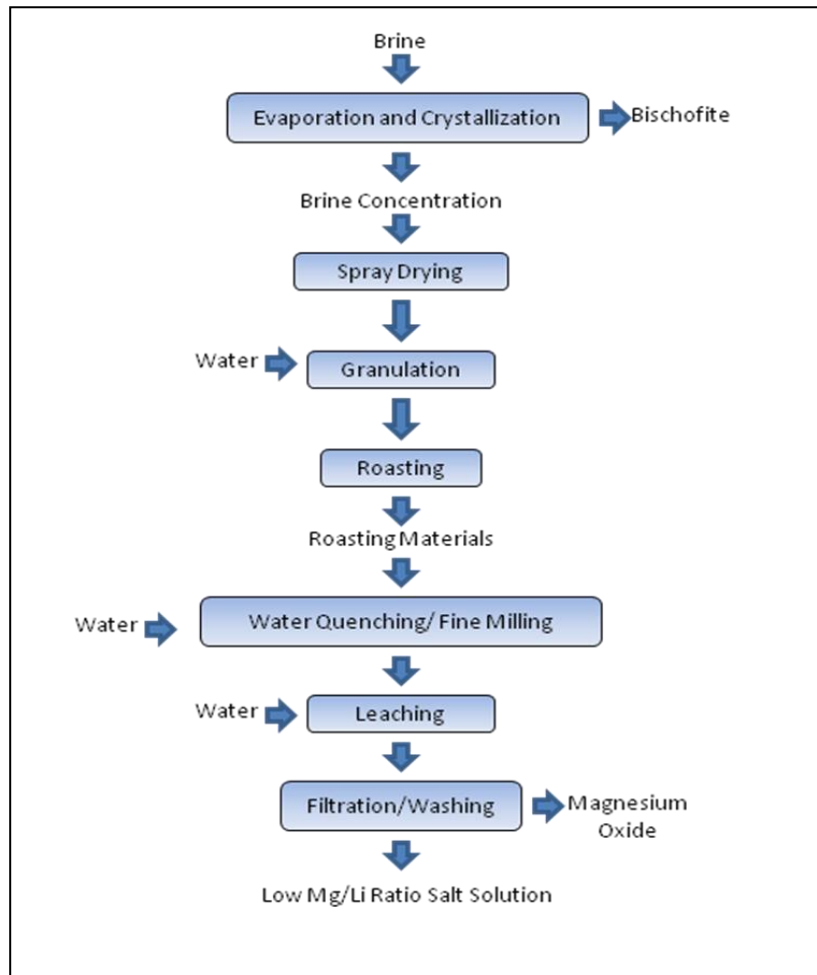 Brine
Evaporation and Crystallization
Bischofite
Brine Concentration
Spray Drying
Water
Granulation
Roasting
Roasting Materials
Water
Water Quenching/ Fine Milling
Water
Leaching
Filtration/Washing
Magnesium
Oxide
Low Mg/Li Ratio Salt Solution